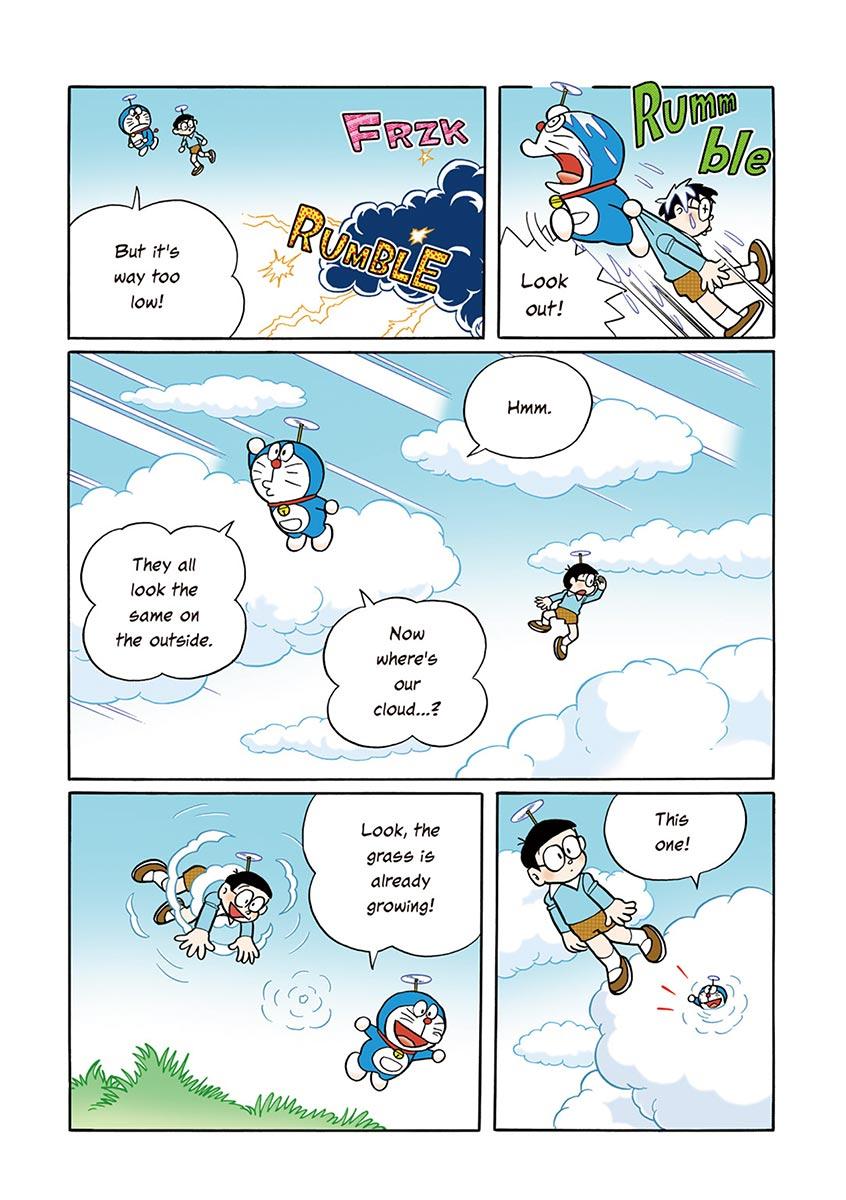 Rumm
ble
Look
out!
FRZK
RUMBLE
But it's
way too
low!
Hmm.
Now
where's
our
cloud...?
They all
look the
same on
the outside.
This
one!
Look, the
grass is
already
growing!